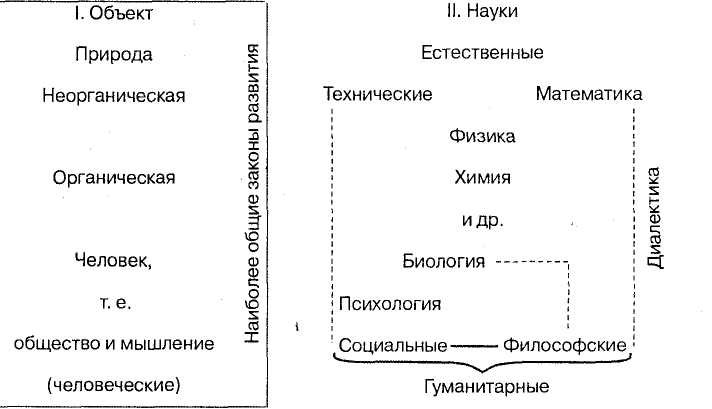 I. Объект
Природа
Неорганическая
Органическая
Человек,
т. е.
общество и мышление
(человеческие)
Наиболее общие законы развития
II. Науки
Естественные
Технические Математика
Физика
Химия
и др.
Биология
Психология
Социальные Философские
Гуманитарные
Диалектика